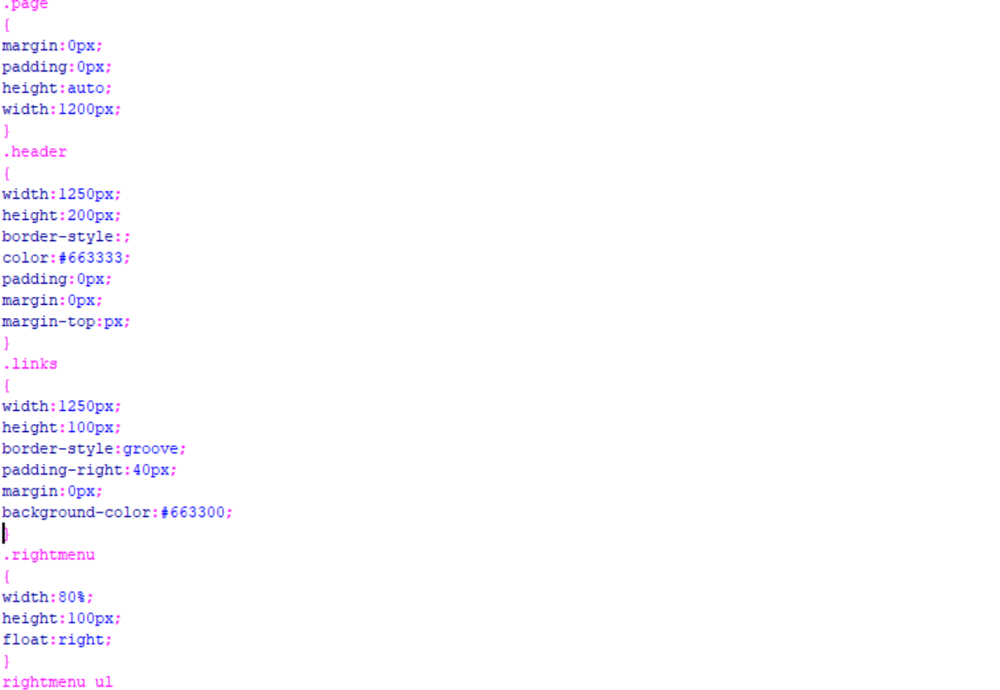 .page
{
margin:0px;
padding:0px;
height:auto;
width:1200px;
}
.header
{
width:1250px;
height:200px;
border-style:;
color:#663333;
padding:0px;
margin:0px;
margin-top:px;
}
.links
{
width:1250px;
height:100px;
border-style:groove;
padding-right:40px;
margin:0px;
background-color:#663300;
}
.rightmenu
{
width:80%;
height:100px;
float:right;
}
rightmenu ul